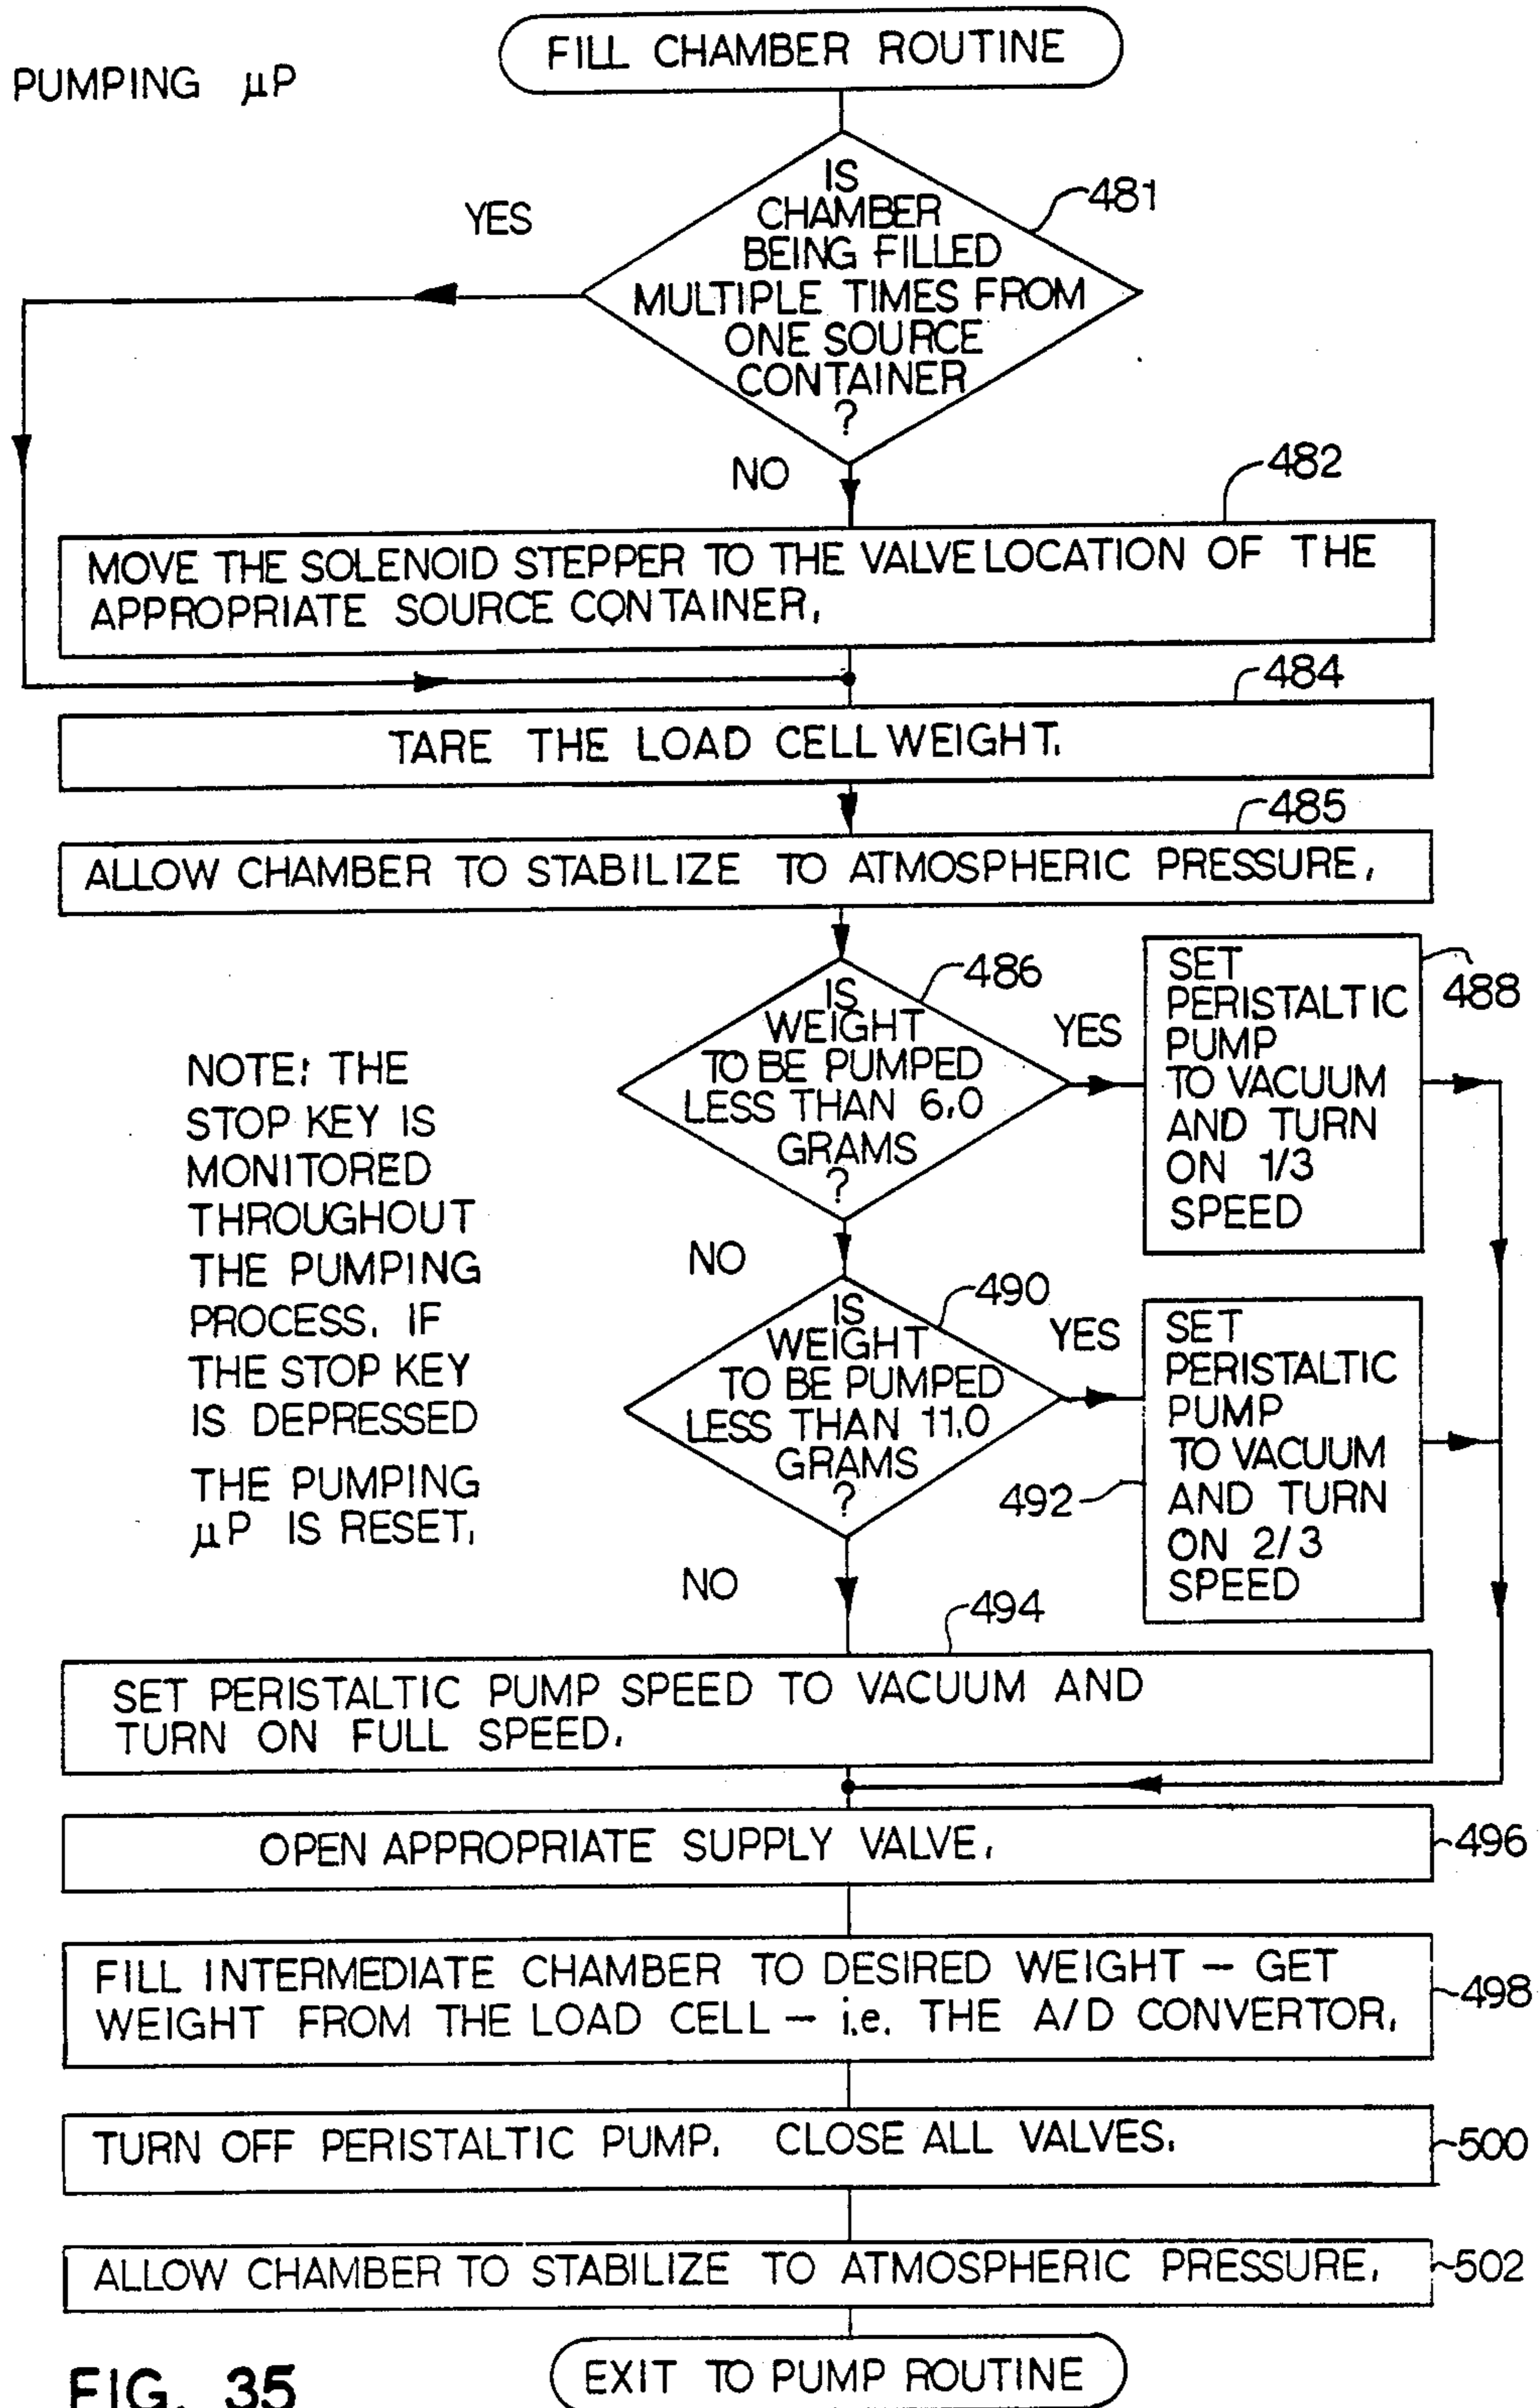 FILL CHAMBER ROUTINE
PUMPING µP
IS
CHAMBER
BEING FILLED
MULTIPLE TIMES FROM
ONE SOURCE
CONTAINER
?
481
YES
NO
482
MOVE THE SOLENOID STEPPER TO THE VALVE LOCATION OF THE
APPROPRIATE SOURCE CONTAINER.
484
TARE THE LOAD CELL WEIGHT.
485
ALLOW CHAMBER TO STABILIZE TO ATMOSPHERIC PRESSURE.
486
IS
WEIGHT
TO BE PUMPED
LESS THAN 6.0
GRAMS
?
YES
SET
PERISTALTIC
PUMP
TO VACUUM
AND TURN
ON 1/3
SPEED
488
NOTE: THE
STOP KEY IS
MONITORED
THROUGHOUT
THE PUMPING
PROCESS. IF
THE STOP KEY
IS DEPRESSED
THE PUMPING
µP IS RESET.
NO
490
IS
WEIGHT
TO BE PUMPED
LESS THAN 11.0
GRAMS
?
YES
SET
PERISTALTIC
PUMP
TO VACUUM
AND TURN
ON 2/3
SPEED
492
NO
494
SET PERISTALTIC PUMP SPEED TO VACUUM AND
TURN ON FULL SPEED.
OPEN APPROPRIATE SUPPLY VALVE.
496
FILL INTERMEDIATE CHAMBER TO DESIRED WEIGHT – GET
WEIGHT FROM THE LOAD CELL – i.e. THE A/D CONVERTOR.
498
TURN OFF PERISTALTIC PUMP. CLOSE ALL VALVES.
500
ALLOW CHAMBER TO STABILIZE TO ATMOSPHERIC PRESSURE.
502
EXIT TO PUMP ROUTINE
FIG. 35